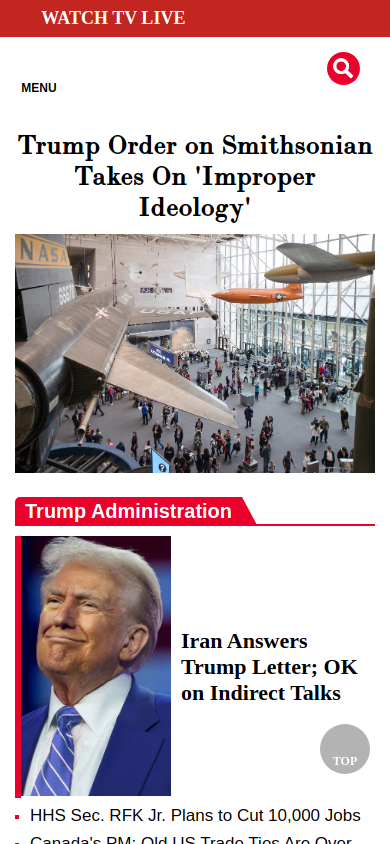 WATCH TV LIVE
MENU
Trump Order on Smithsonian
Takes On 'Improper
Ideology'
NASA
Trump Administration
Iran Answers
Trump Letter; OK
on Indirect Talks
TOP
HHS Sec. RFK Jr. Plans to Cut 10,000 Jobs
Canada's PM: Old US Trade Ties Are Over